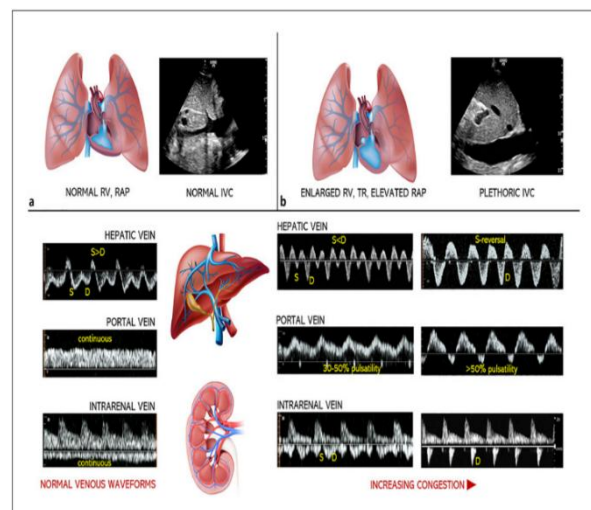 NORMAL RV, RAP
NORMAL IVC
a
ENLARGED RV, TR, ELEVATED RAP
PLETHORIC IVC
b
HEPATIC VEIN
S>D
S D
PORTAL VEIN
continuous
INTRARENAL VEIN
continuous
NORMAL VENOUS WAVEFORMS
HEPATIC VEIN
S<D
S D
S-reversal
D
PORTAL VEIN
30-50% pulsatility
>50% pulsatility
INTRARENAL VEIN
S D
D
INCREASING CONGESTION